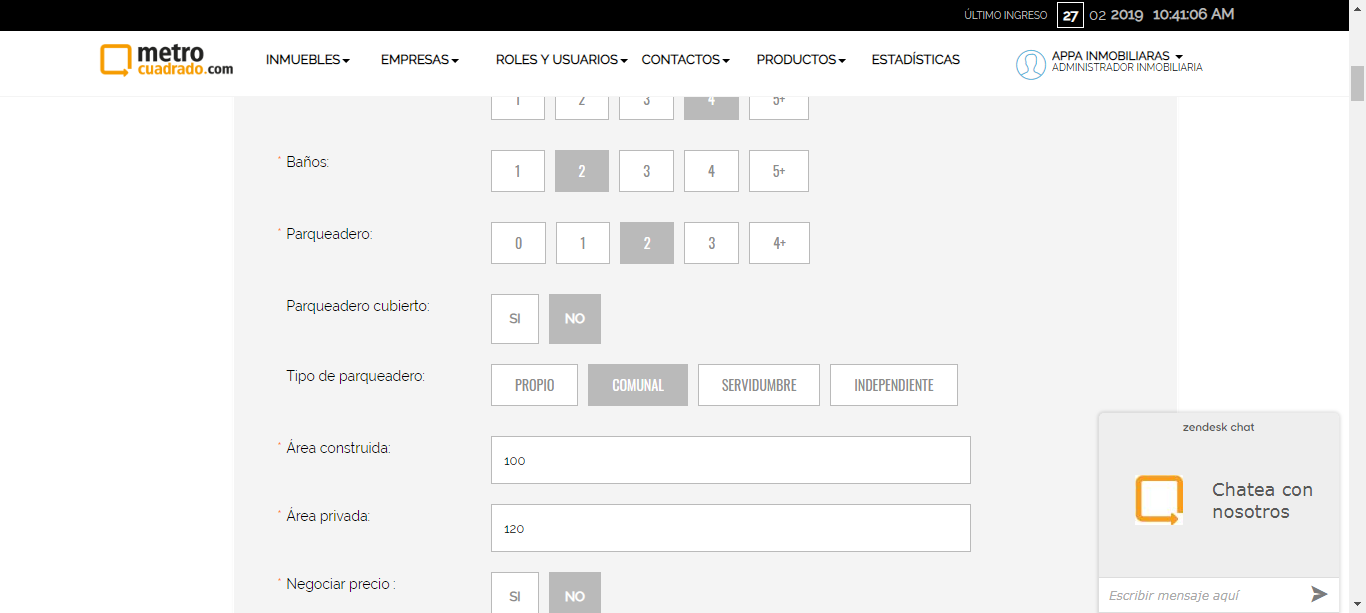 ÚLTIMO INGRESO 27 02 2019 10:41:06 AM
metro
cuadrado.com
INMUEBLES EMPRESAS ROLES Y USUARIOS CONTACTOS PRODUCTOS ESTADÍSTICAS
APPA INMOBILIARAS
ADMINISTRADOR INMOBILIARIA
1 2 3 4 5+
* Baños: 1 2 3 4 5+
* Parqueadero: 0 1 2 3 4+
Parqueadero cubierto: SI NO
Tipo de parqueadero: PROPIO COMUNAL SERVIDUMBRE INDEPENDIENTE
* Área construida: 100
* Área privada: 120
* Negociar precio : SI NO
zendesk chat
Chatea con
nosotros
Escribir mensaje aquí